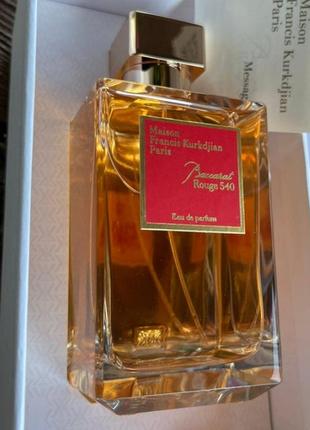 Maison
Francis Kurkdjian
Paris
Baccarat
Rouge 540
Eau de parfum
Maison
Francis Kurkdjian
Paris